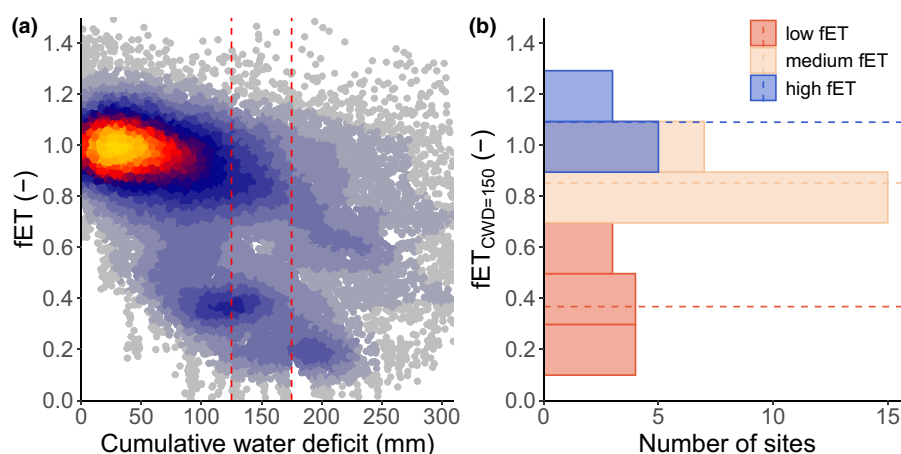 (a)
fET (−)
1.4
1.2
1.0
0.8
0.6
0.4
0.2
0.0
0 50 100 150 200 250 300
Cumulative water deficit (mm)
(b)
low fET
medium fET
high fET
fET CWD=150 (−)
1.4
1.2
1.0
0.8
0.6
0.4
0.2
0.0
0 5 10 15
Number of sites